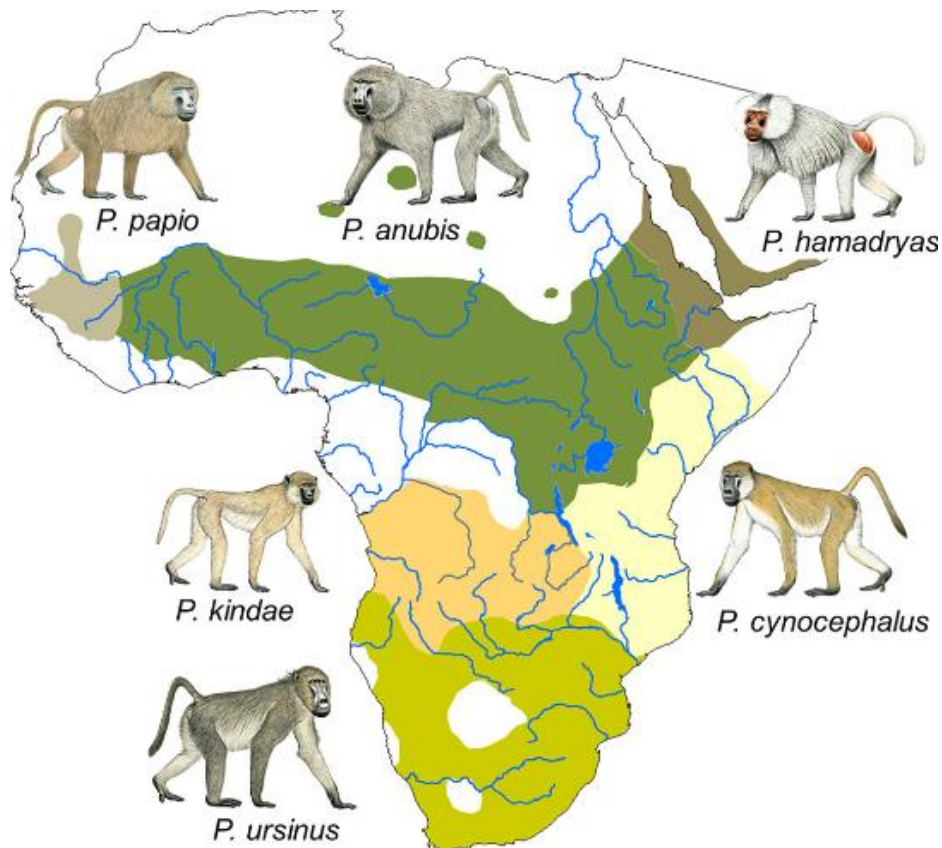 P. papio
P. anubis
P. hamadryas
P. kindae
P. cynocephalus
P. ursinus